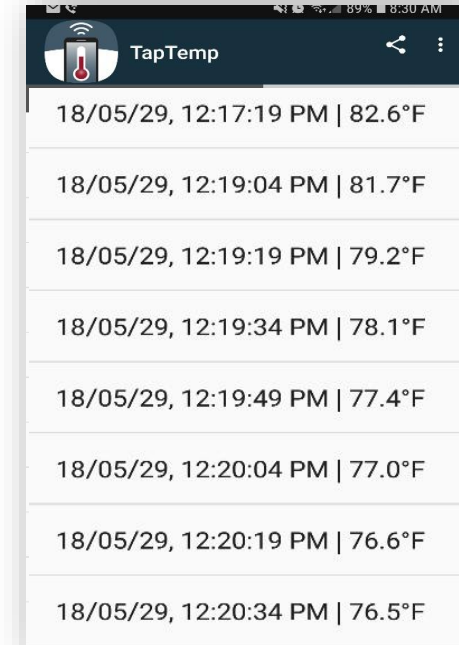 89% 8:30 AM
TapTemp
18/05/29, 12:17:19 PM | 82.6°F
18/05/29, 12:19:04 PM | 81.7°F
18/05/29, 12:19:19 PM | 79.2°F
18/05/29, 12:19:34 PM | 78.1°F
18/05/29, 12:19:49 PM | 77.4°F
18/05/29, 12:20:04 PM | 77.0°F
18/05/29, 12:20:19 PM | 76.6°F
18/05/29, 12:20:34 PM | 76.5°F